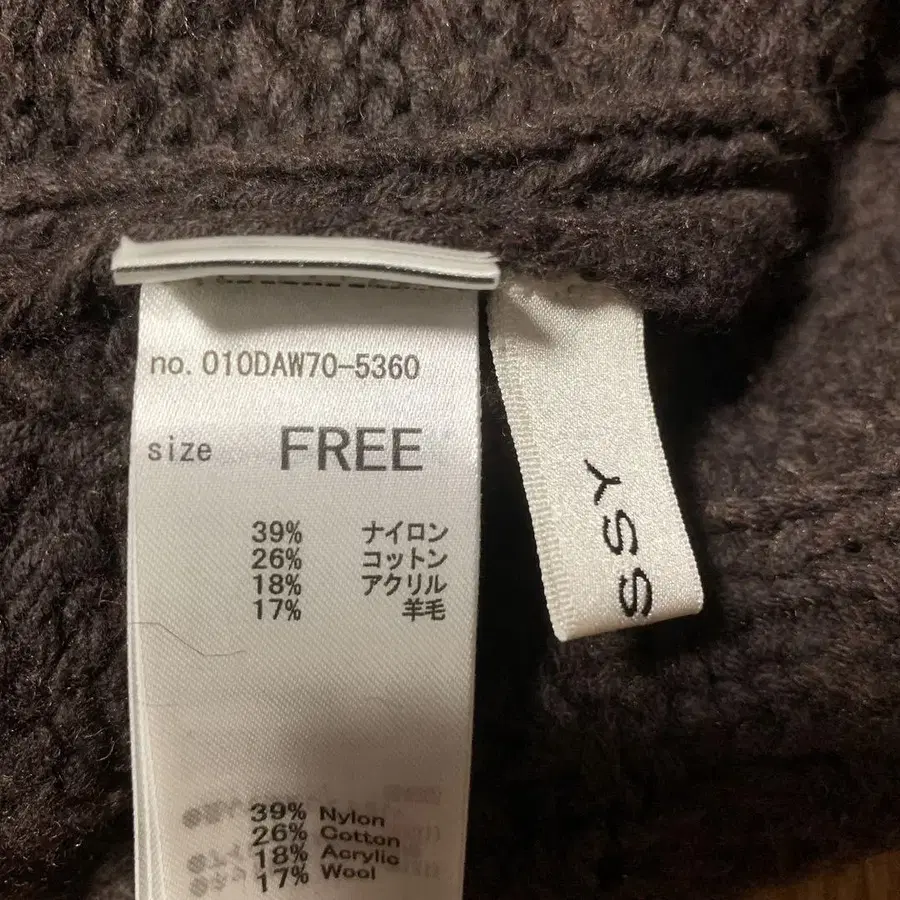 no. 010DAW70-5360
size FREE
39% ナイロン
26% コットン
18% アクリル
17% 羊毛
39% Nylon
26% Cotton
18% Acrylic
17% Wool
SSY